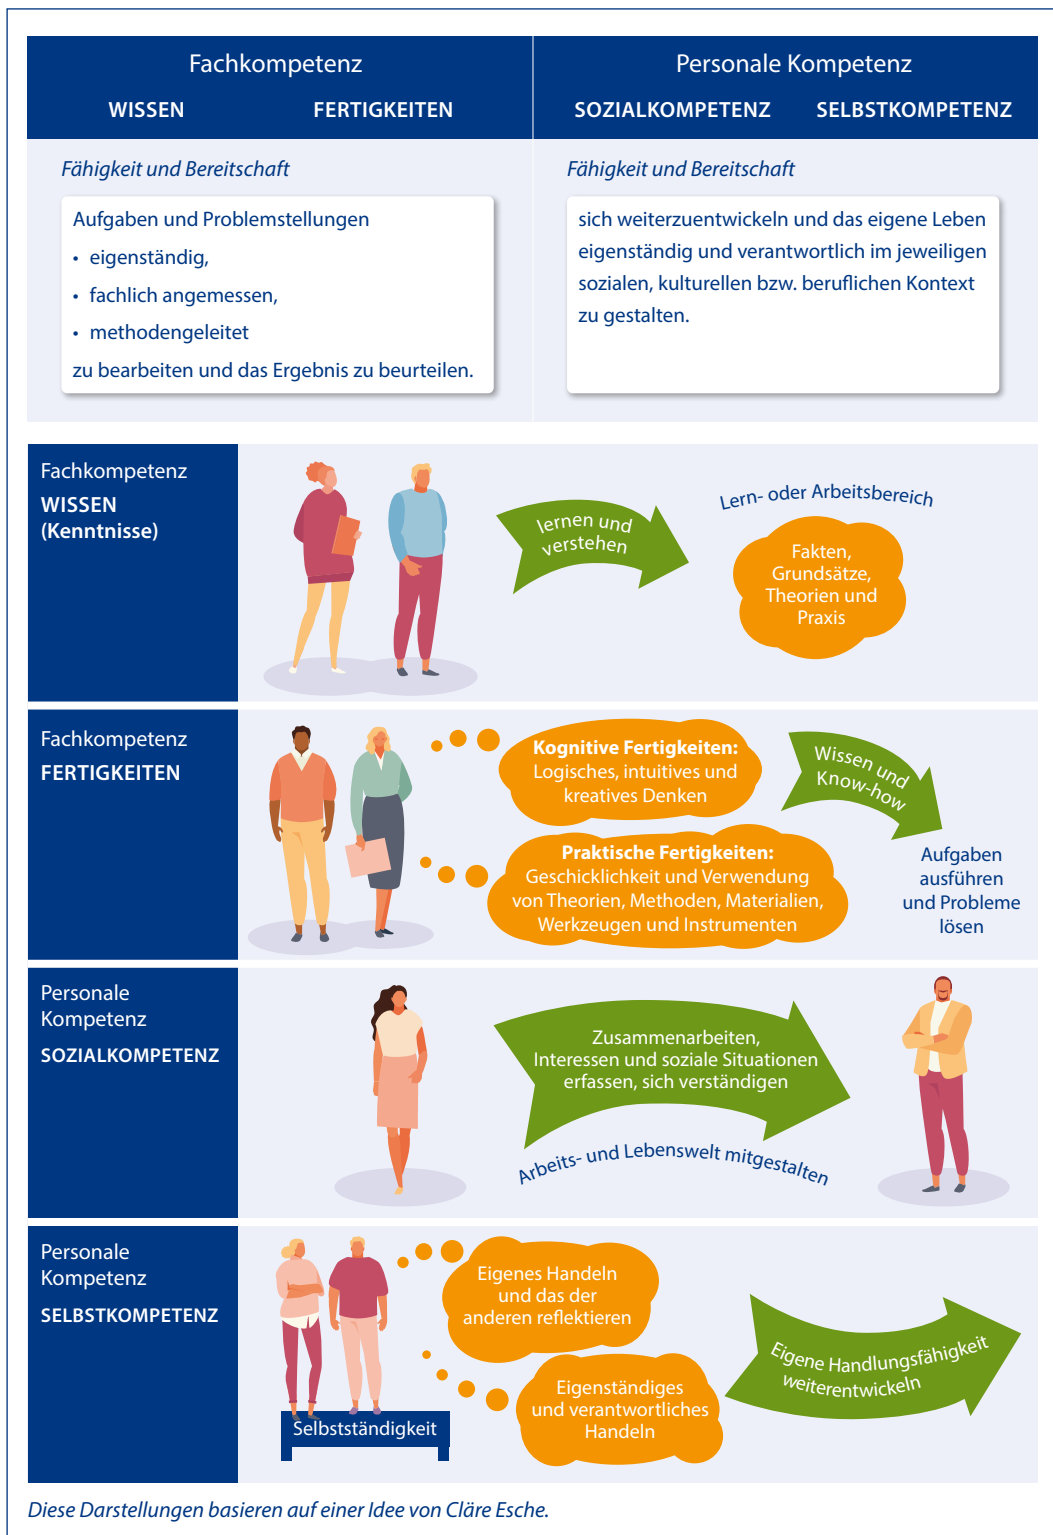 Fachkompetenz
WISSEN
FERTIGKEITEN
Personale Kompetenz
SOZIALKOMPETENZ
SELBSTKOMPETENZ
Fähigkeit und Bereitschaft
Aufgaben und Problemstellungen
• eigenständig,
• fachlich angemessen,
• methodengeleitet
zu bearbeiten und das Ergebnis zu beurteilen.
Fähigkeit und Bereitschaft
sich weiterzuentwickeln und das eigene Leben
eigenständig und verantwortlich im jeweiligen
sozialen, kulturellen bzw. beruflichen Kontext
zu gestalten.
Fachkompetenz
WISSEN
(Kenntnisse)
lernen und
verstehen
Lern- oder Arbeitsbereich
Fakten,
Grundsätze,
Theorien und
Praxis
Fachkompetenz
FERTIGKEITEN
Kognitive Fertigkeiten:
Logisches, intuitives und
kreatives Denken
Praktische Fertigkeiten:
Geschicklichkeit und Verwendung
von Theorien, Methoden, Materialien,
Werkzeugen und Instrumenten
Wissen und
Know-how
Aufgaben
ausführen
und Probleme
lösen
Personale
Kompetenz
SOZIALKOMPETENZ
Zusammenarbeiten,
Interessen und soziale Situationen
erfassen, sich verständigen
Arbeits- und Lebenswelt mitgestalten
Personale
Kompetenz
SELBSTKOMPETENZ
Selbstständigkeit
Eigenes Handeln
und das der
anderen reflektieren
Eigenständiges
und verantwortliches
Handeln
Eigene Handlungsfähigkeit
weiterentwickeln
Diese Darstellungen basieren auf einer Idee von Cläre Esche.